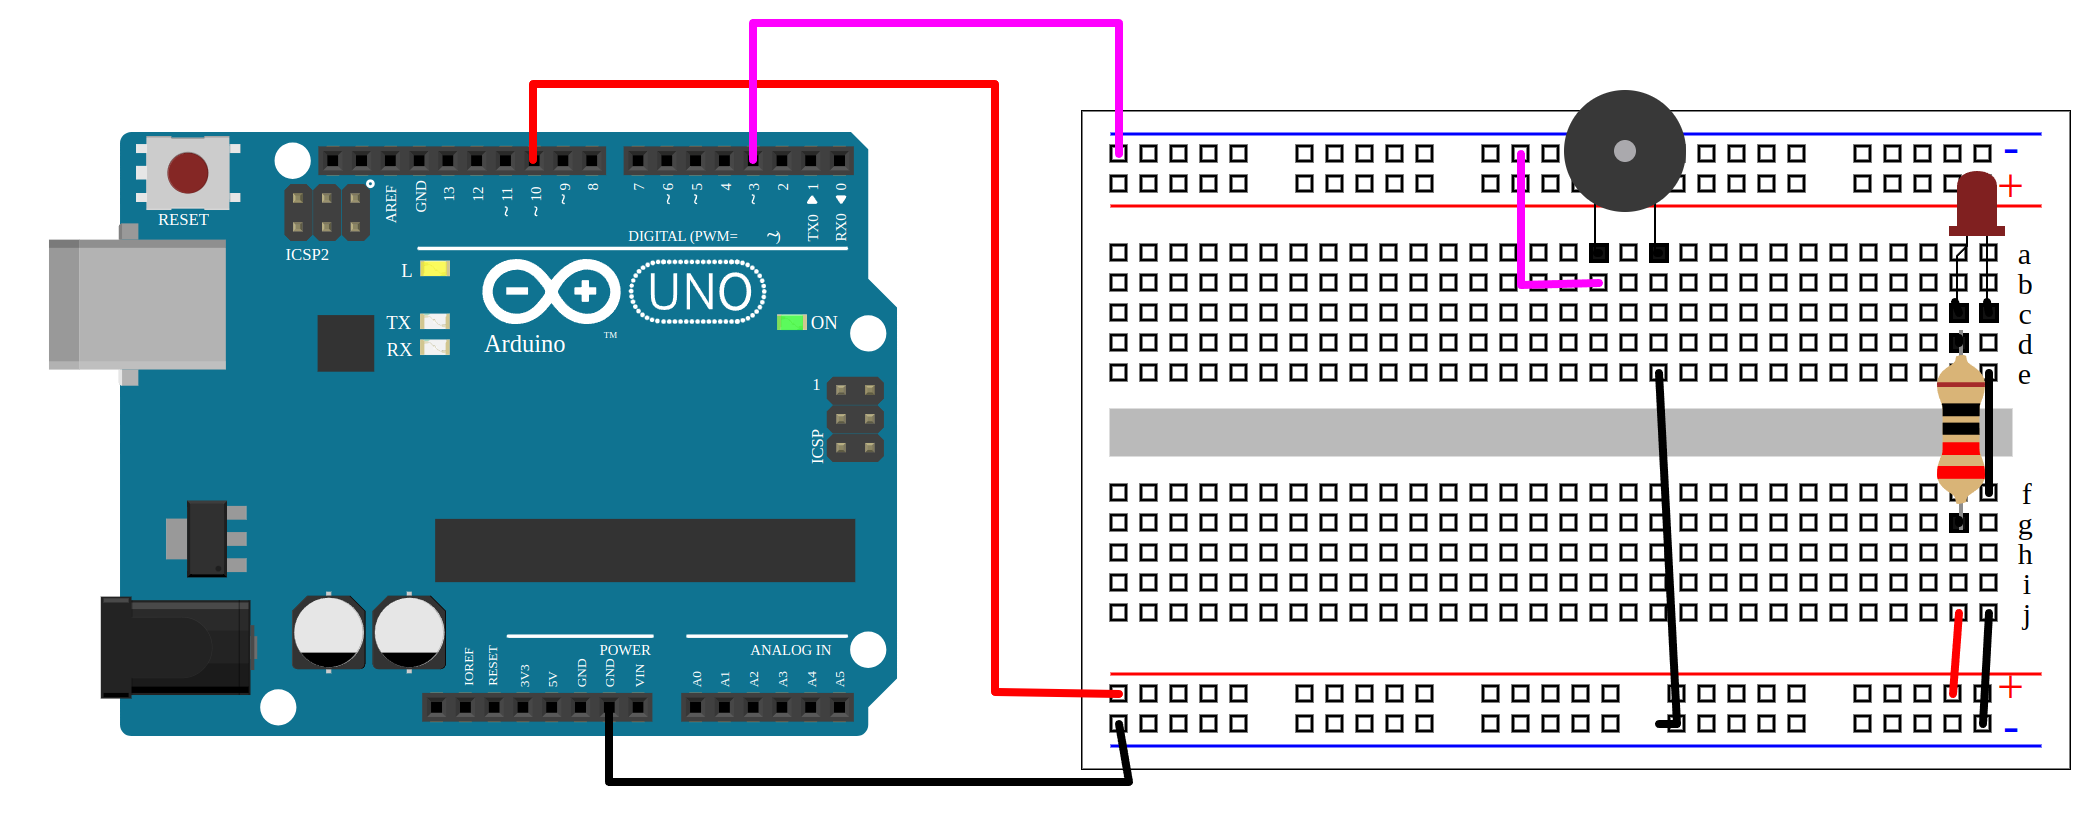 RESET
ICSP2
AREF
GND
13
12
~ 11
~ 10
~ 9
8
7
~ 6
~ 5
4
~ 3
2
TX0 ▶ 1
RX0 ◀ 0
DIGITAL (PWM= ~)
L
TX
RX
UNO
Arduino
TM
ON
1
ICSP
IOREF
RESET
3V3
5V
GND
GND
VIN
POWER
ANALOG IN
A0
A1
A2
A3
A4
A5
-
+
a
b
c
d
e
f
g
h
i
j
+
-